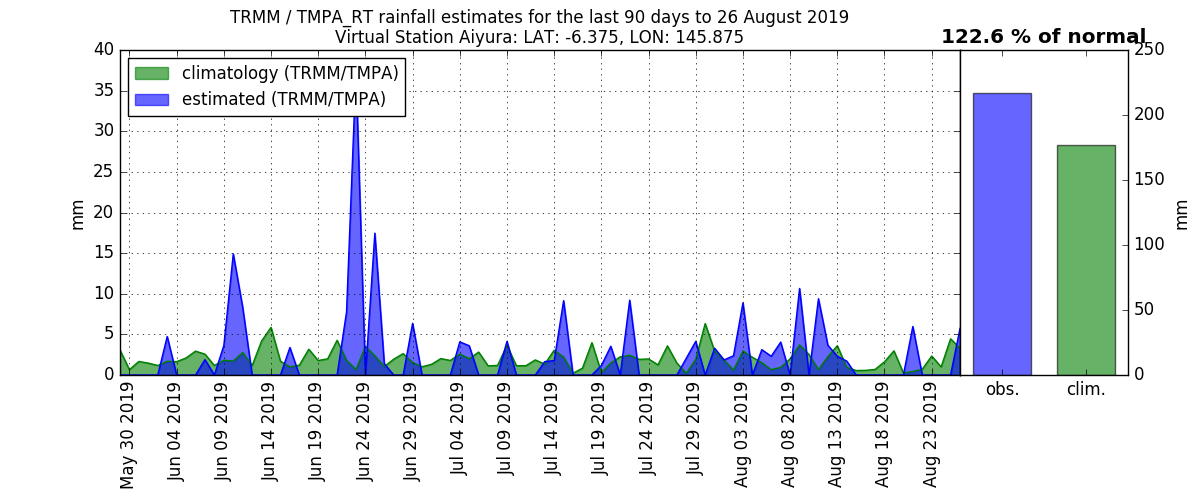 TRMM / TMPA_RT rainfall estimates for the last 90 days to 26 August 2019
Virtual Station Aiyura: LAT: -6.375, LON: 145.875
122.6 % of normal
climatology (TRMM/TMPA)
estimated (TRMM/TMPA)
40
35
30
25
20
15
10
5
0
mm
250
200
150
100
50
0
mm
May 30 2019
Jun 04 2019
Jun 09 2019
Jun 14 2019
Jun 19 2019
Jun 24 2019
Jun 29 2019
Jul 04 2019
Jul 09 2019
Jul 14 2019
Jul 19 2019
Jul 24 2019
Jul 29 2019
Aug 03 2019
Aug 08 2019
Aug 13 2019
Aug 18 2019
Aug 23 2019
obs.
clim.